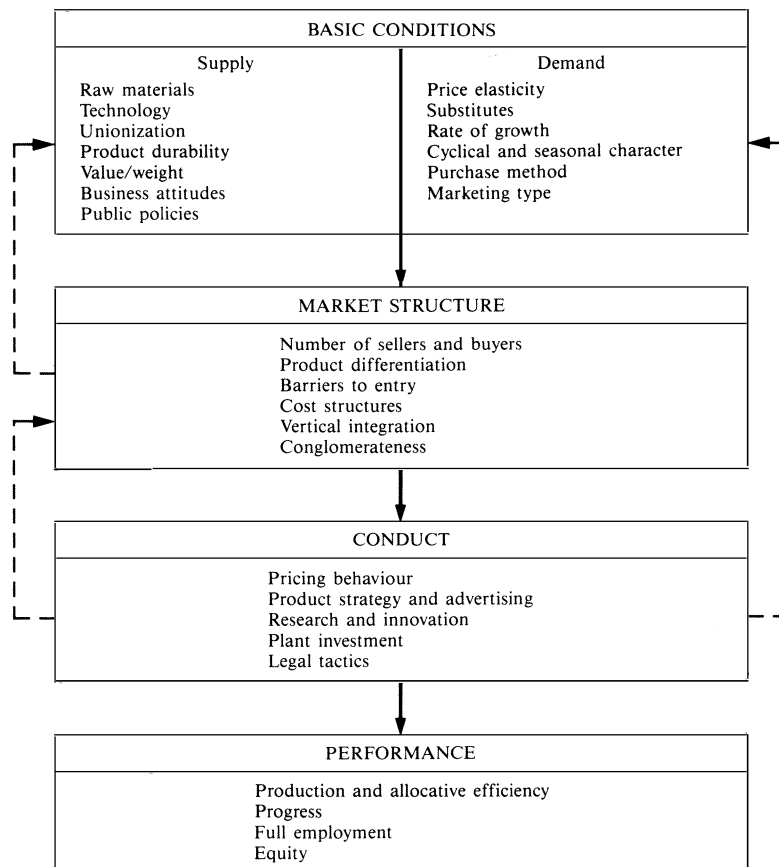 BASIC CONDITIONS
Supply
Raw materials
Technology
Unionization
Product durability
Value/weight
Business attitudes
Public policies
Demand
Price elasticity
Substitutes
Rate of growth
Cyclical and seasonal character
Purchase method
Marketing type
MARKET STRUCTURE
Number of sellers and buyers
Product differentiation
Barriers to entry
Cost structures
Vertical integration
Conglomerateness
CONDUCT
Pricing behaviour
Product strategy and advertising
Research and innovation
Plant investment
Legal tactics
PERFORMANCE
Production and allocative efficiency
Progress
Full employment
Equity